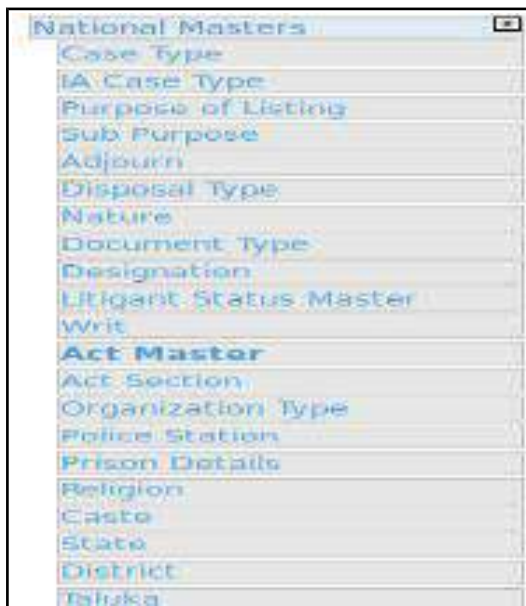 National Masters
Case Type
IA Case Type
Purpose of Listing
Sub Purpose
Adjourn
Disposal Type
Nature
Document Type
Designation
Litigant Status Master
Writ
Act Master
Act Section
Organization Type
Police Station
Prison Details
Religion
Caste
State
District
Taluka